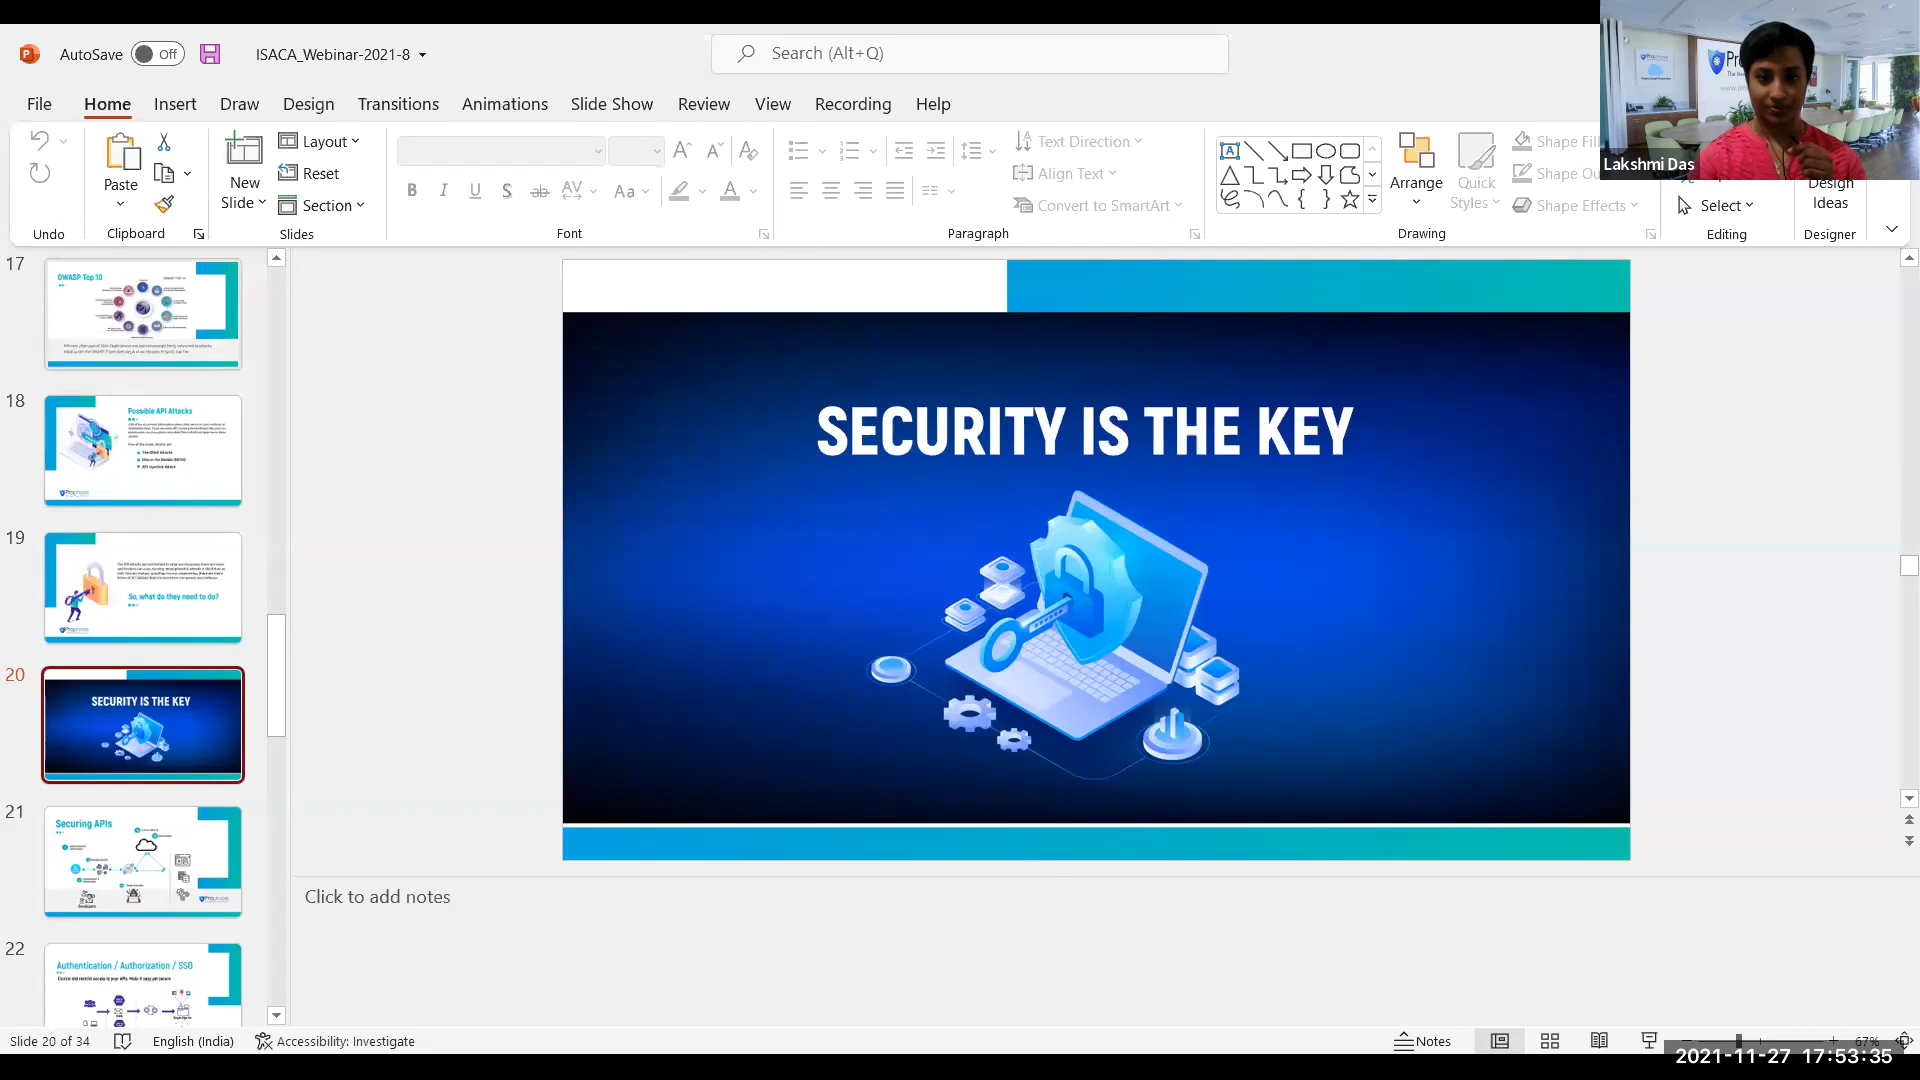 AutoSave Off ISACA_Webinar-2021-8 Search (Alt+Q)
File Home Insert Draw Design Transitions Animations Slide Show Review View Recording Help
Paste
New Slide
Layout
Reset
Section
Text Direction
Align Text
Convert to SmartArt
Arrange
Quick Styles
Shape Fill
Shape Effects
Select
Design Ideas
Undo Clipboard Slides Font Paragraph Drawing Editing Designer
Lakshmi Das
17
OWASP Top 10
18
Possible API Attacks
19
So, what do they need to do?
20
SECURITY IS THE KEY
21
Securing APIs
Developers
22
Authentication / Authorization / SSO
SECURITY IS THE KEY
Click to add notes
Slide 20 of 34 English (India) Accessibility: Investigate Notes 67%
2021-11-27 17:53:35